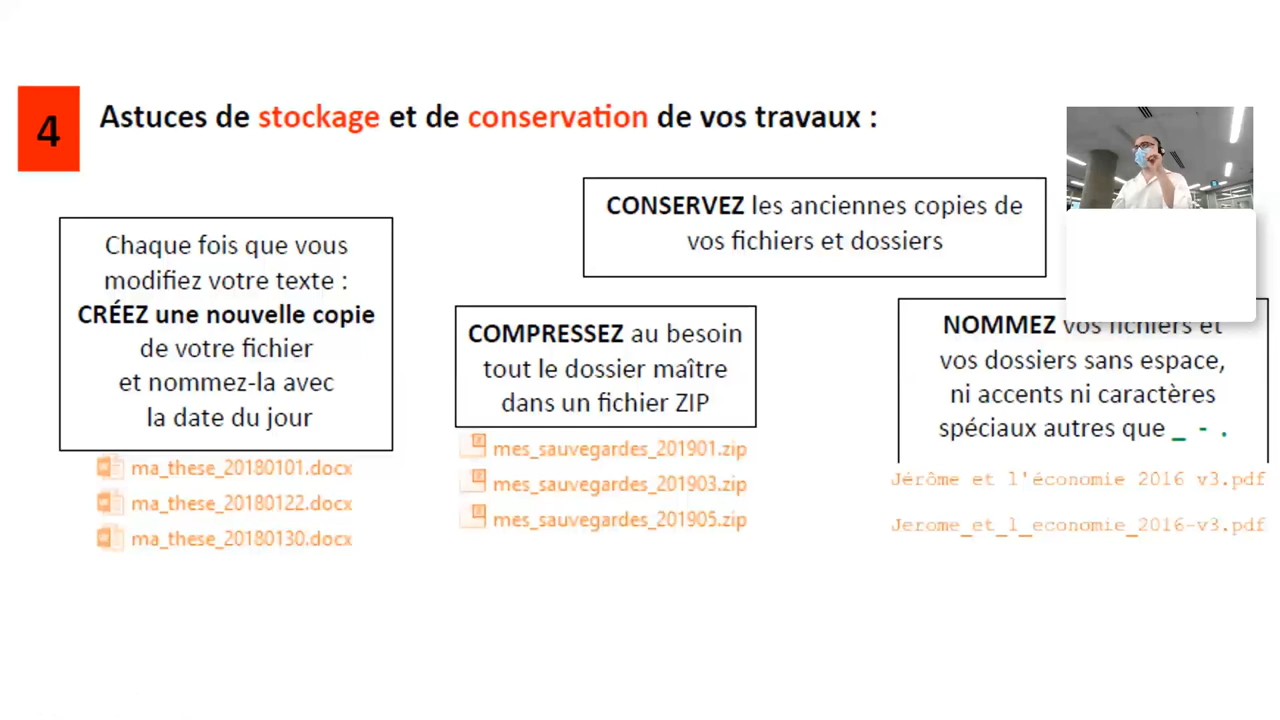 4
Astuces de stockage et de conservation de vos travaux :
Chaque fois que vous
modifiez votre texte :
CRÉEZ une nouvelle copie
de votre fichier
et nommez-la avec
la date du jour
ma_these_20180101.docx
ma_these_20180122.docx
ma_these_20180130.docx
CONSERVEZ les anciennes copies de
vos fichiers et dossiers
COMPRESSEZ au besoin
tout le dossier maître
dans un fichier ZIP
mes_sauvegardes_201901.zip
mes_sauvegardes_201903.zip
mes_sauvegardes_201905.zip
NOMMEZ vos fichiers et
vos dossiers sans espace,
ni accents ni caractères
spéciaux autres que _ - .
Jérôme et l'économie 2016 v3.pdf
Jerome_et_l_economie_2016-v3.pdf